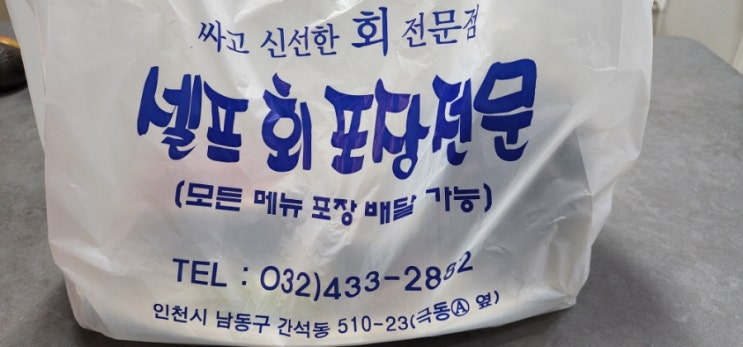 싸고 신선한 회 전문점
셀프 회 포장전문
(모든 메뉴 포장 배달 가능)
TEL : 032)433-2882
인천시 남동구 간석동 510-23(극동Ⓐ 옆)